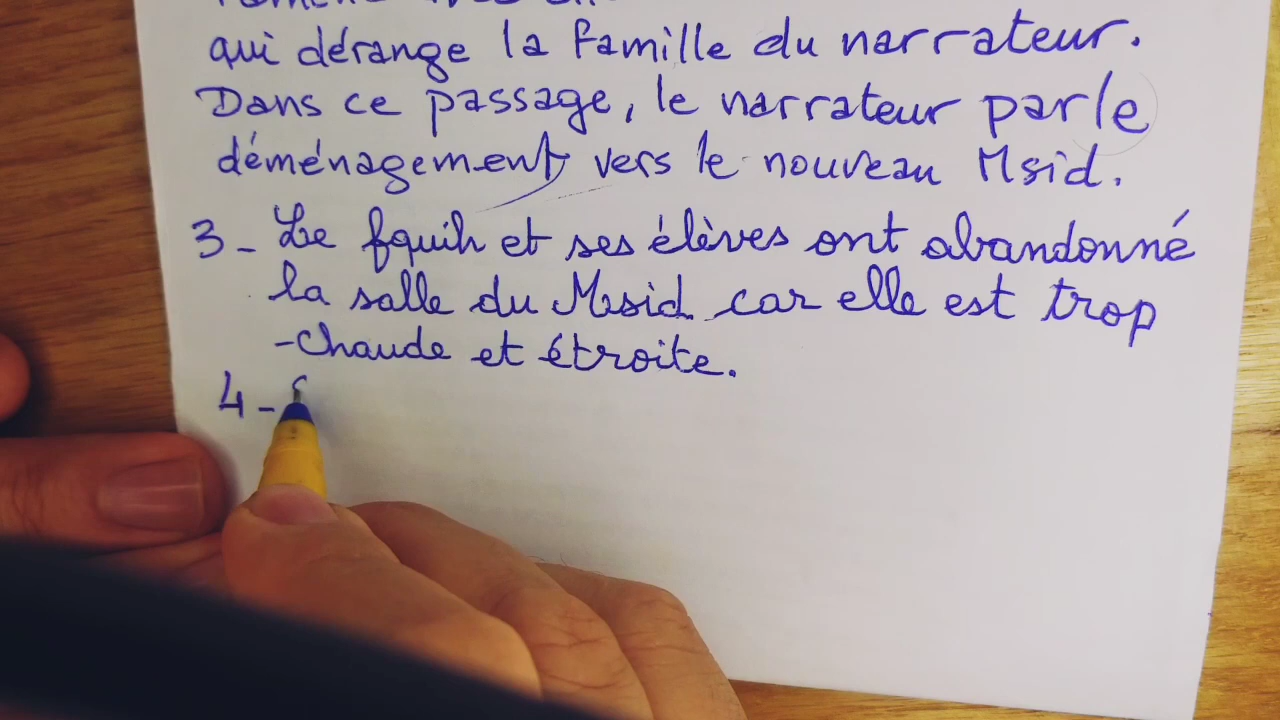 qui dérange la famille du narrateur.
Dans ce passage, le narrateur parle
déménagement vers le nouveau Msid.
3- Le fquih et ses élèves ont abandonné
la salle du Msid car elle est trop
-chaude et étroite.
4-